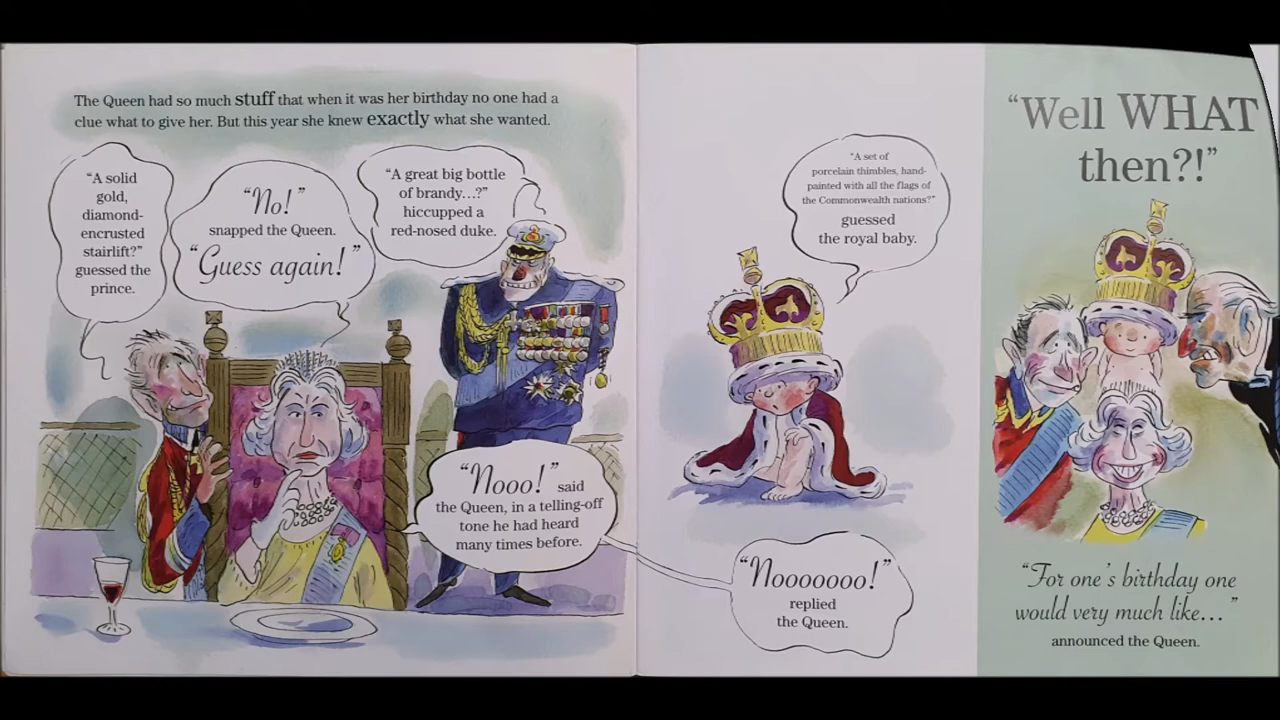 The Queen had so much stuff that when it was her birthday no one had a
clue what to give her. But this year she knew exactly what she wanted.
“A solid
gold,
diamond-
encrusted
stairlift?”
guessed the
prince.
“No!”
snapped the Queen.
“Guess again!”
“A great big bottle
of brandy…?”
hiccupped a
red-nosed duke.
“Nooo!” said
the Queen, in a telling-off
tone he had heard
many times before.
“A set of
porcelain thimbles, hand-
painted with all the flags of
the Commonwealth nations?”
guessed
the royal baby.
“Nooooooo!”
replied
the Queen.
“Well WHAT
then?!”
“For one’s birthday one
would very much like…”
announced the Queen.